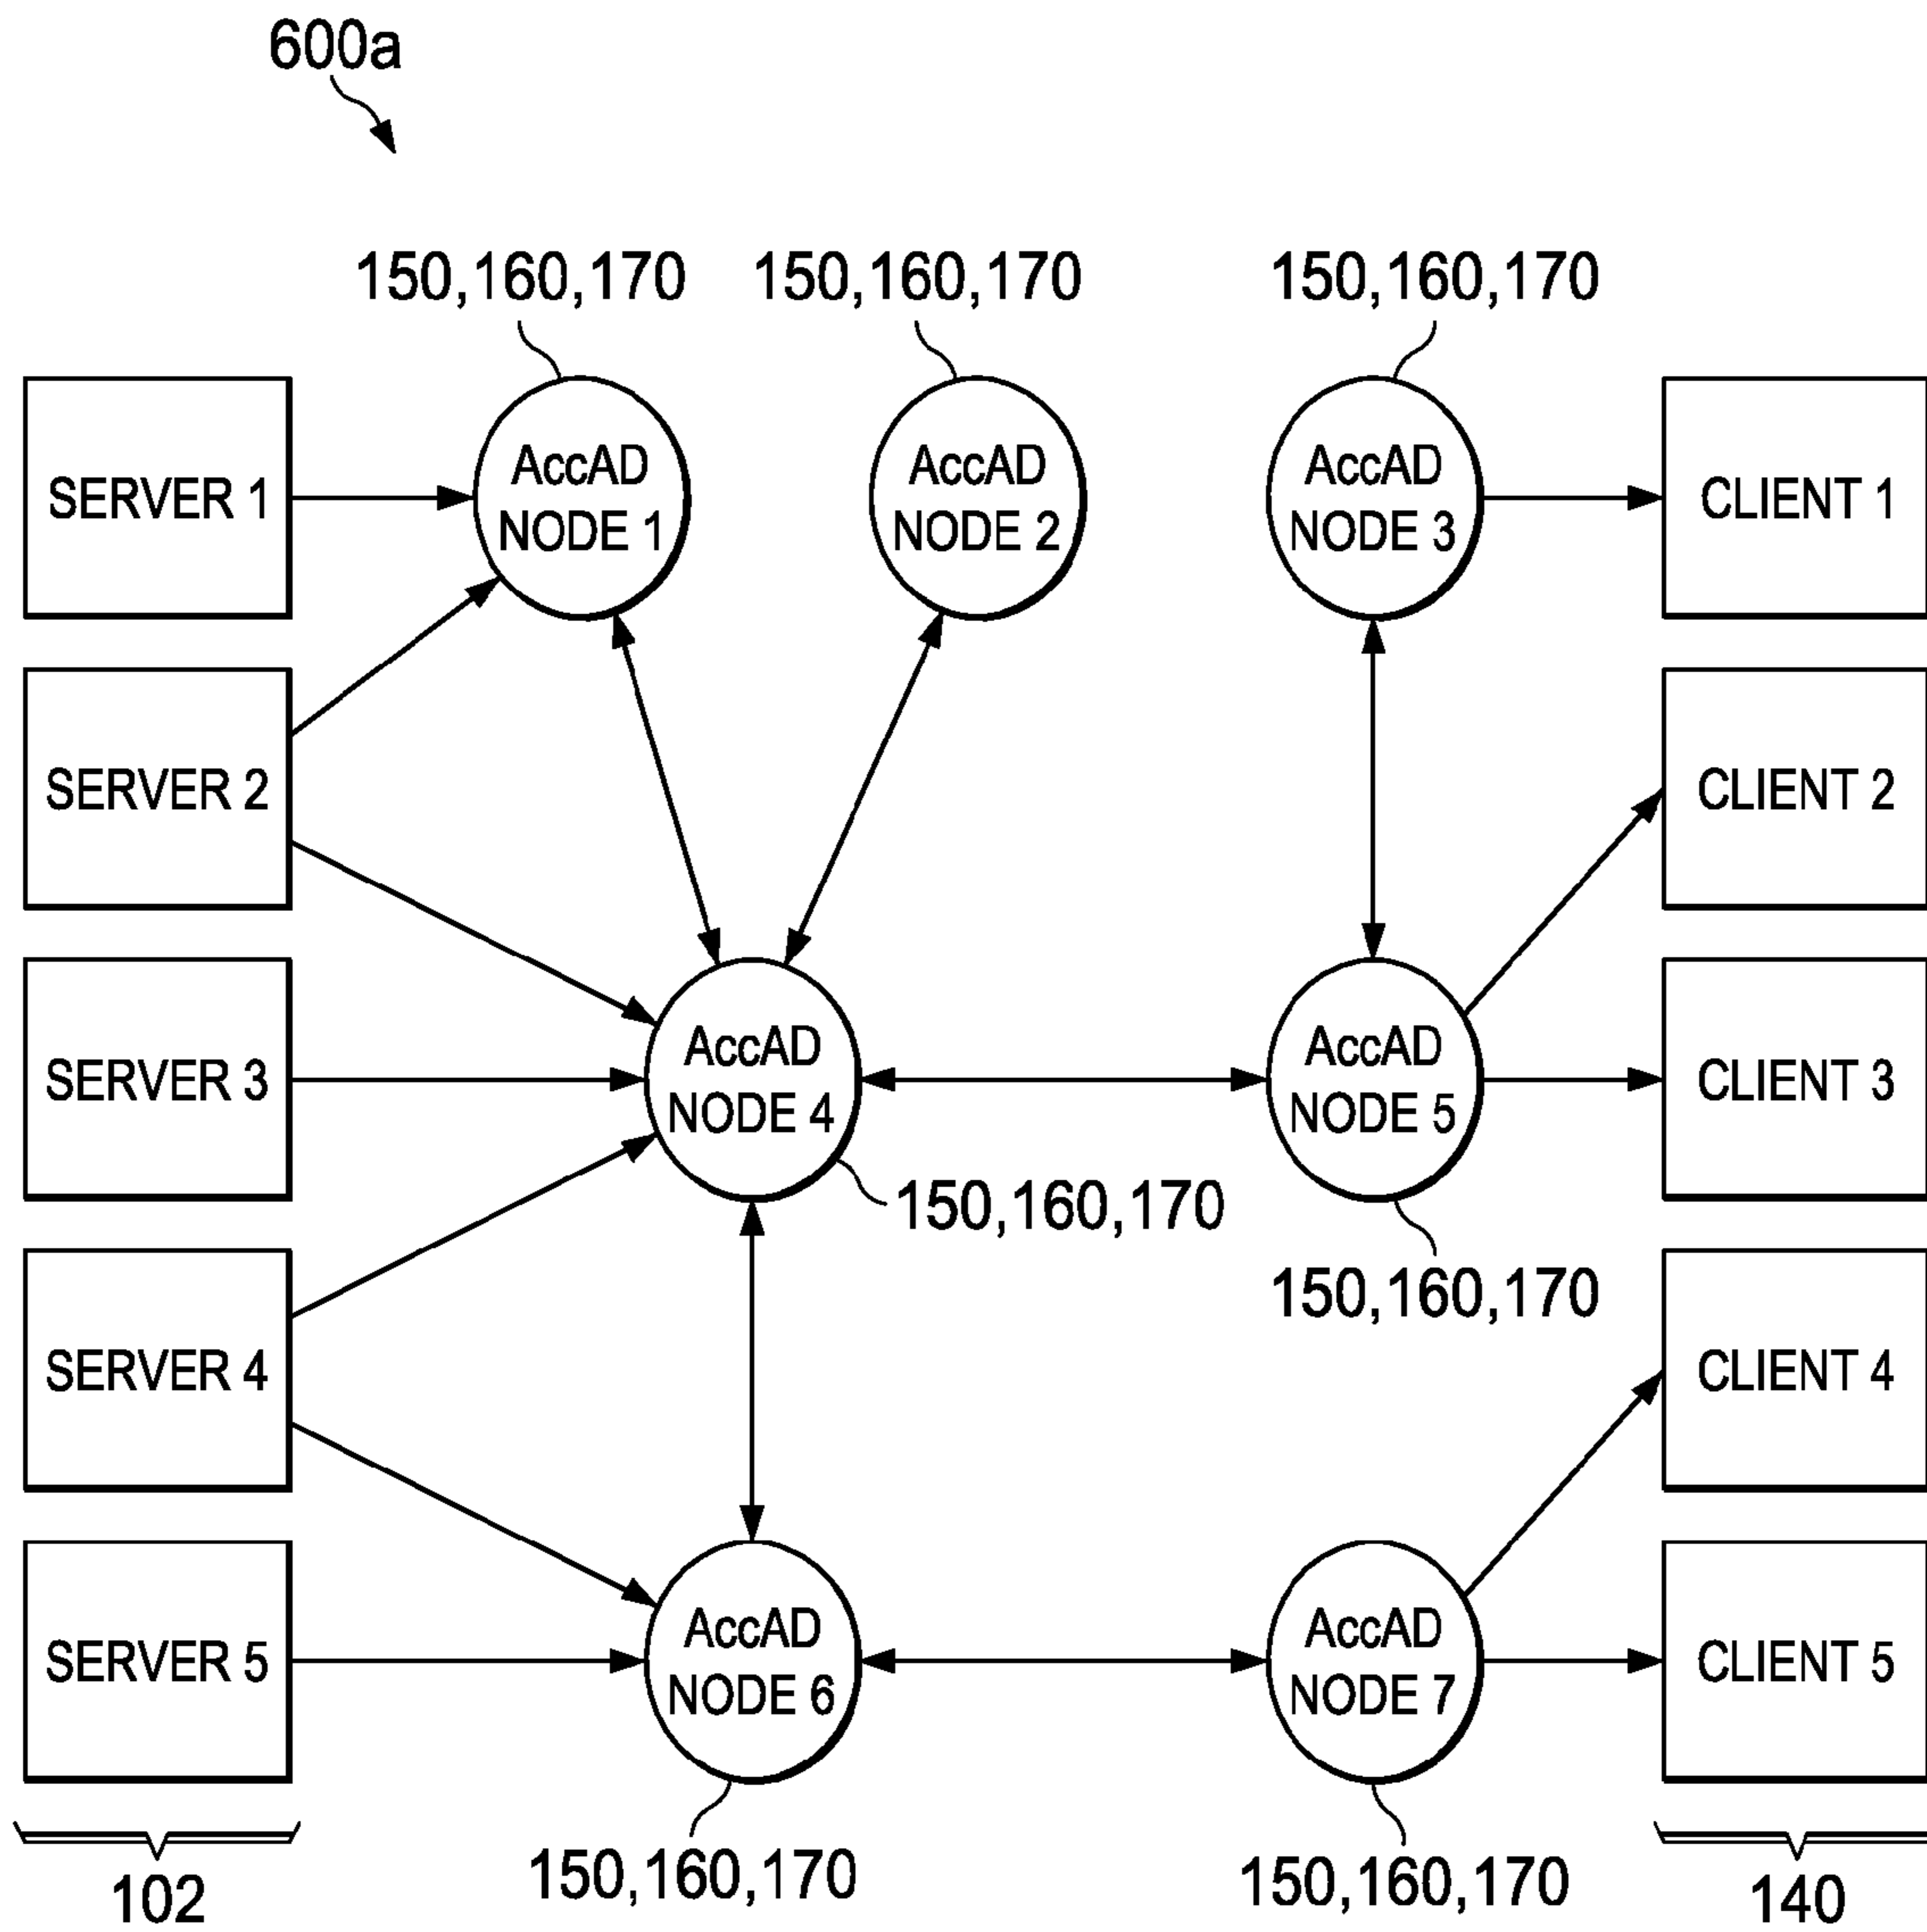 600a
150,160,170
150,160,170
150,160,170
SERVER 1
AccAD
NODE 1
AccAD
NODE 2
AccAD
NODE 3
CLIENT 1
SERVER 2
CLIENT 2
SERVER 3
AccAD
NODE 4
AccAD
NODE 5
CLIENT 3
150,160,170
150,160,170
SERVER 4
CLIENT 4
SERVER 5
AccAD
NODE 6
AccAD
NODE 7
CLIENT 5
150,160,170
150,160,170
102
140